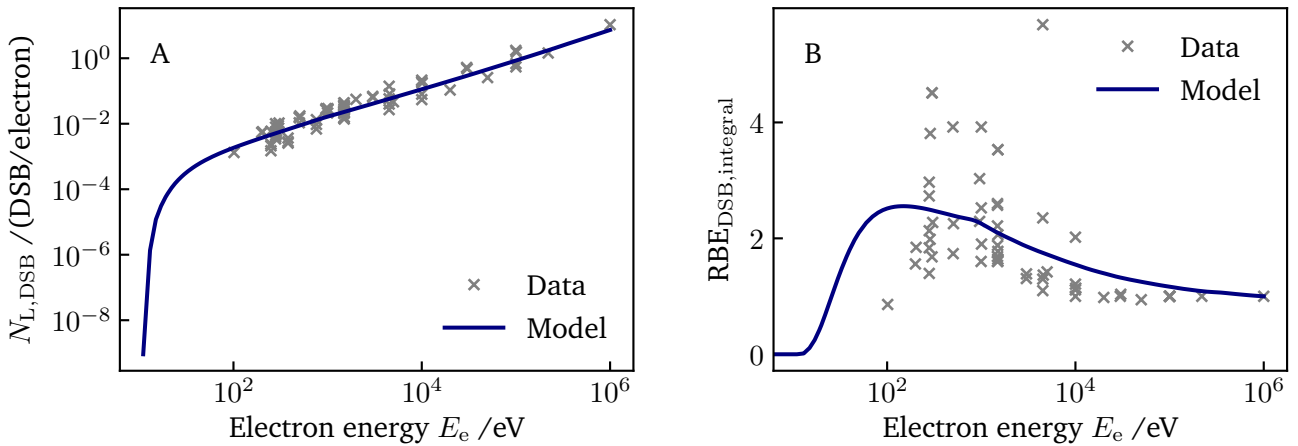 A
10^0
10^-2
10^-4
10^-6
10^-8
N_L,DSB /(DSB/electron)
Data
Model
10^2
10^4
10^6
Electron energy E_e /eV
B
Data
Model
4
2
0
RBE_DSB,integral
10^2
10^4
10^6
Electron energy E_e /eV